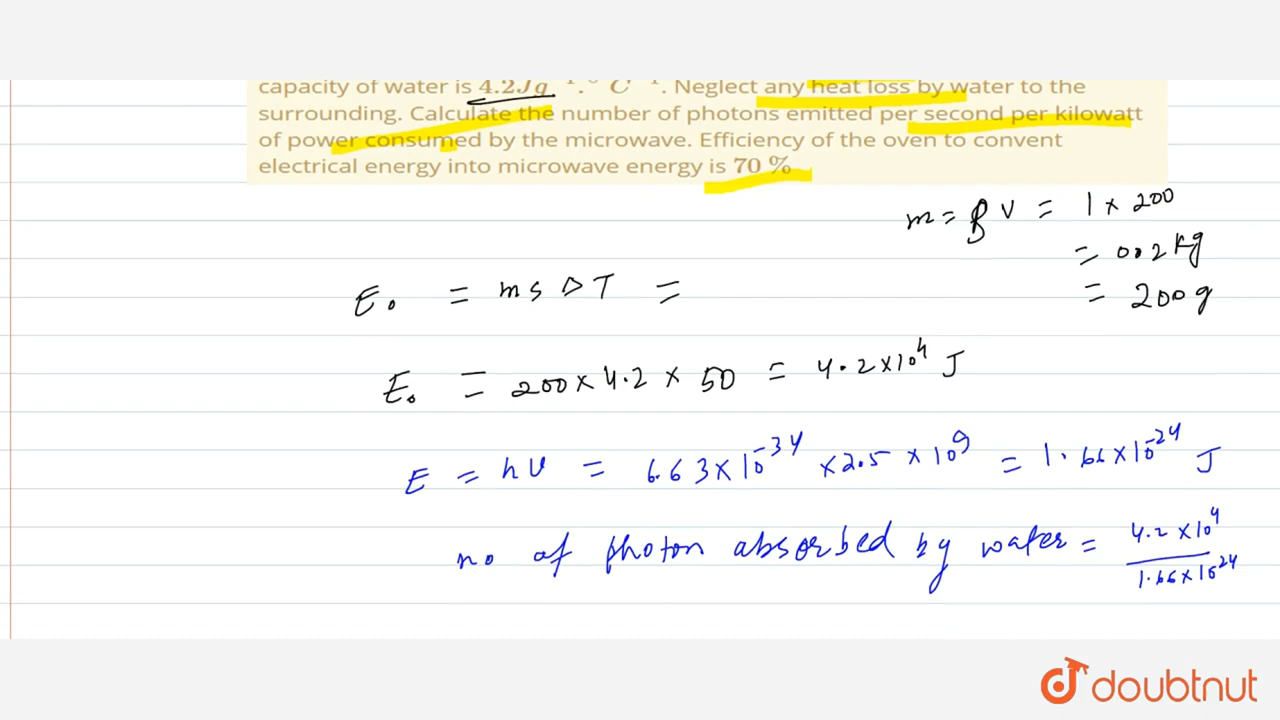 capacity of water is 4.2Jg⁻¹·°C⁻¹. Neglect any heat loss by water to the
surrounding. Calculate the number of photons emitted per second per kilowatt
of power consumed by the microwave. Efficiency of the oven to convent
electrical energy into microwave energy is 70 %
m = ρ V = 1 × 200
= 0.2 kg
= 200 g
E₀ = m s Δ T =
E₀ = 200 × 4.2 × 50 = 4.2 × 10⁴ J
E = h υ = 6.63 × 10⁻³⁴ × 2.5 × 10⁹ = 1.66 × 10⁻²⁴ J
no of photon absorbed by water = 4.2 × 10⁴ / 1.66 × 10²⁴
doubtnut